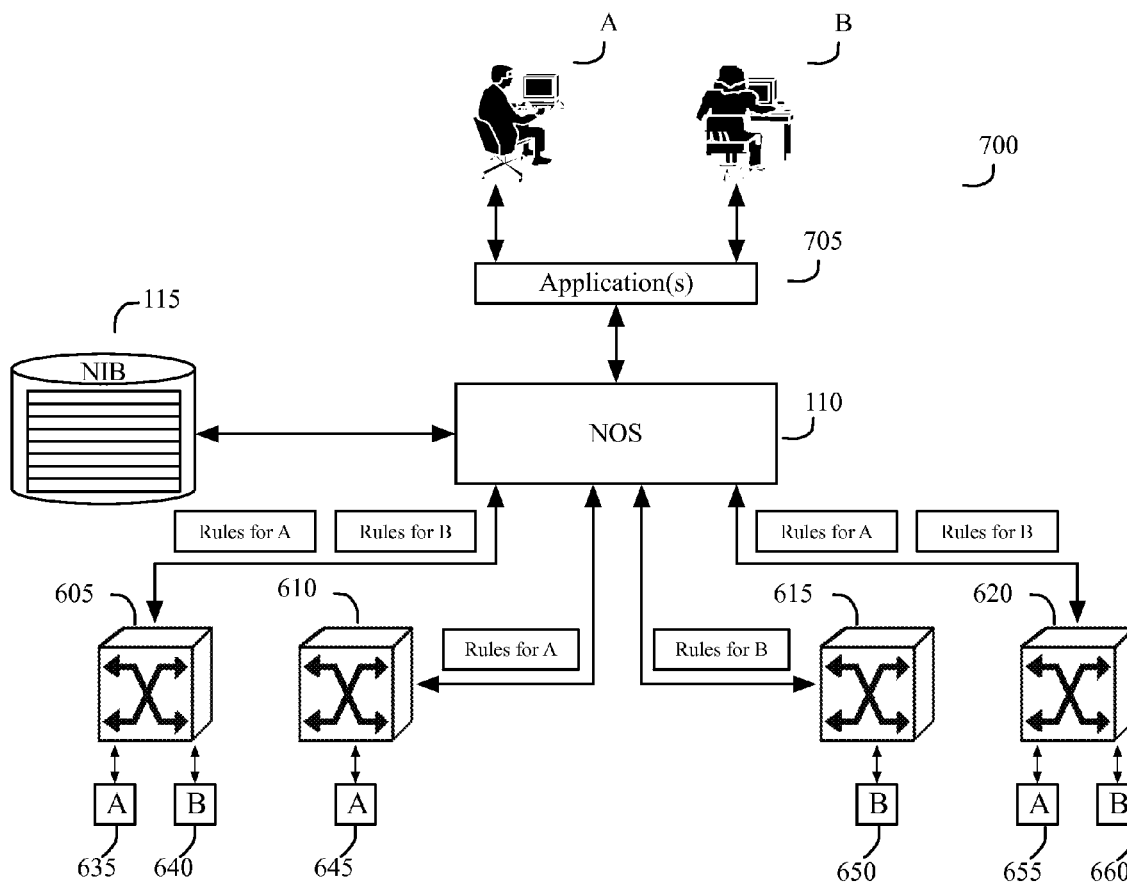 A
B
700
705
Application(s)
115
NIB
110
NOS
Rules for A
Rules for B
Rules for A
Rules for B
605
610
615
620
Rules for A
Rules for B
A
B
A
B
A
B
635
640
645
650
655
660